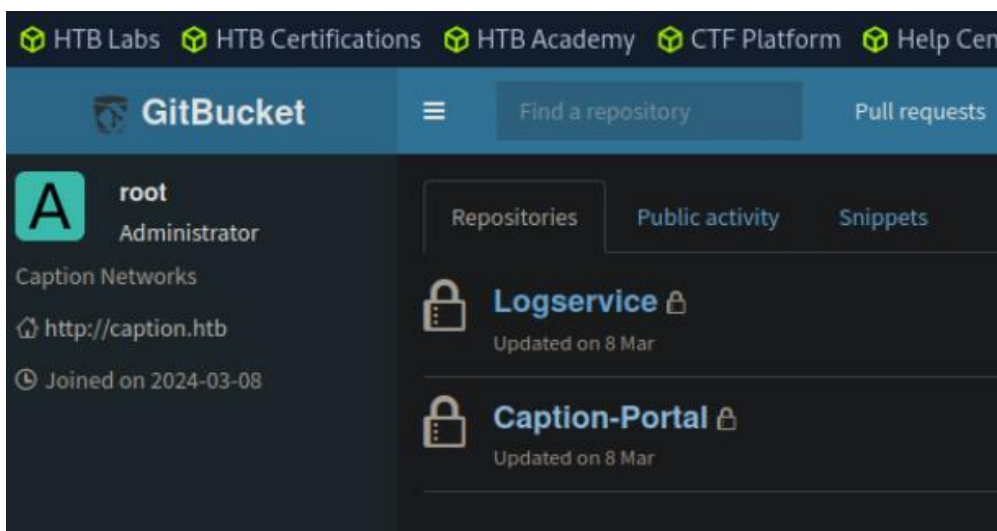 HTB Labs HTB Certifications HTB Academy CTF Platform Help Cen
GitBucket Find a repository Pull requests
A
root
Administrator
Caption Networks
http://caption.htb
Joined on 2024-03-08
Repositories Public activity Snippets
Logservice
Updated on 8 Mar
Caption-Portal
Updated on 8 Mar